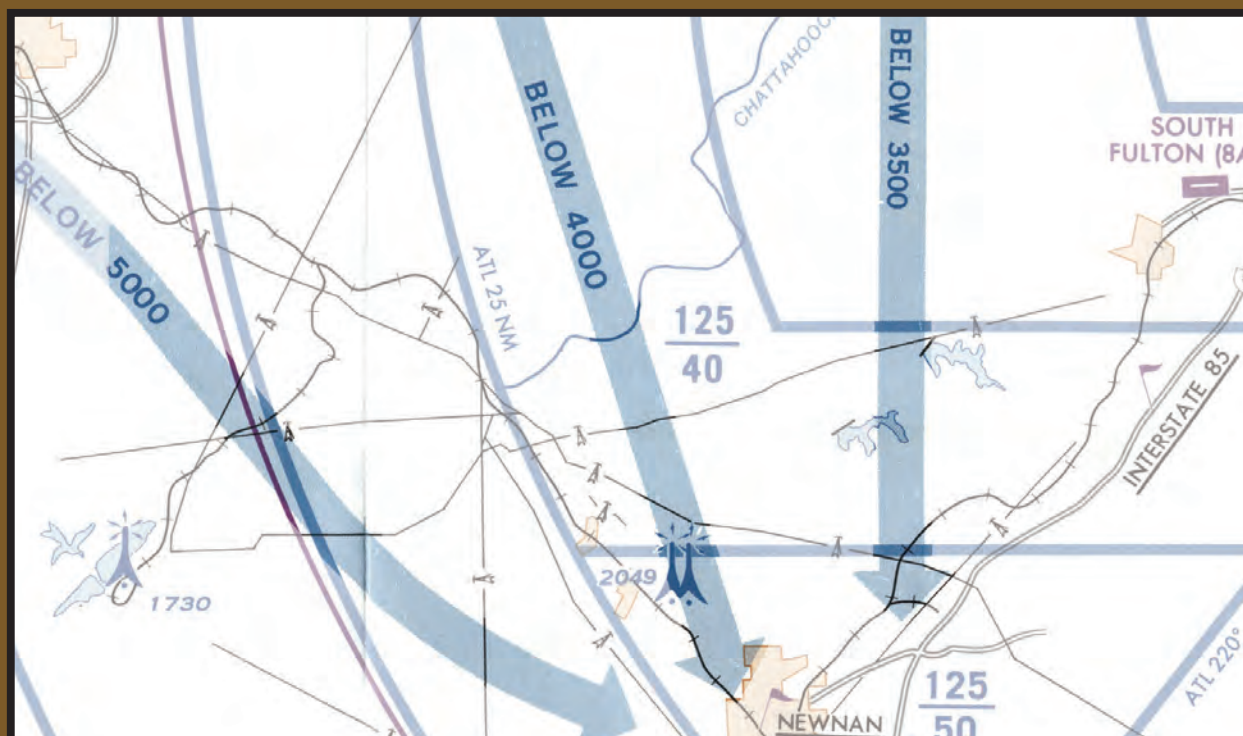 BELOW 5000
BELOW 4000
BELOW 3500
SOUTH
FULTON (8A
ATL 25 NM
125
40
INTERSTATE 85
1730
2049
NEWNAN
125
50
ATL 220°